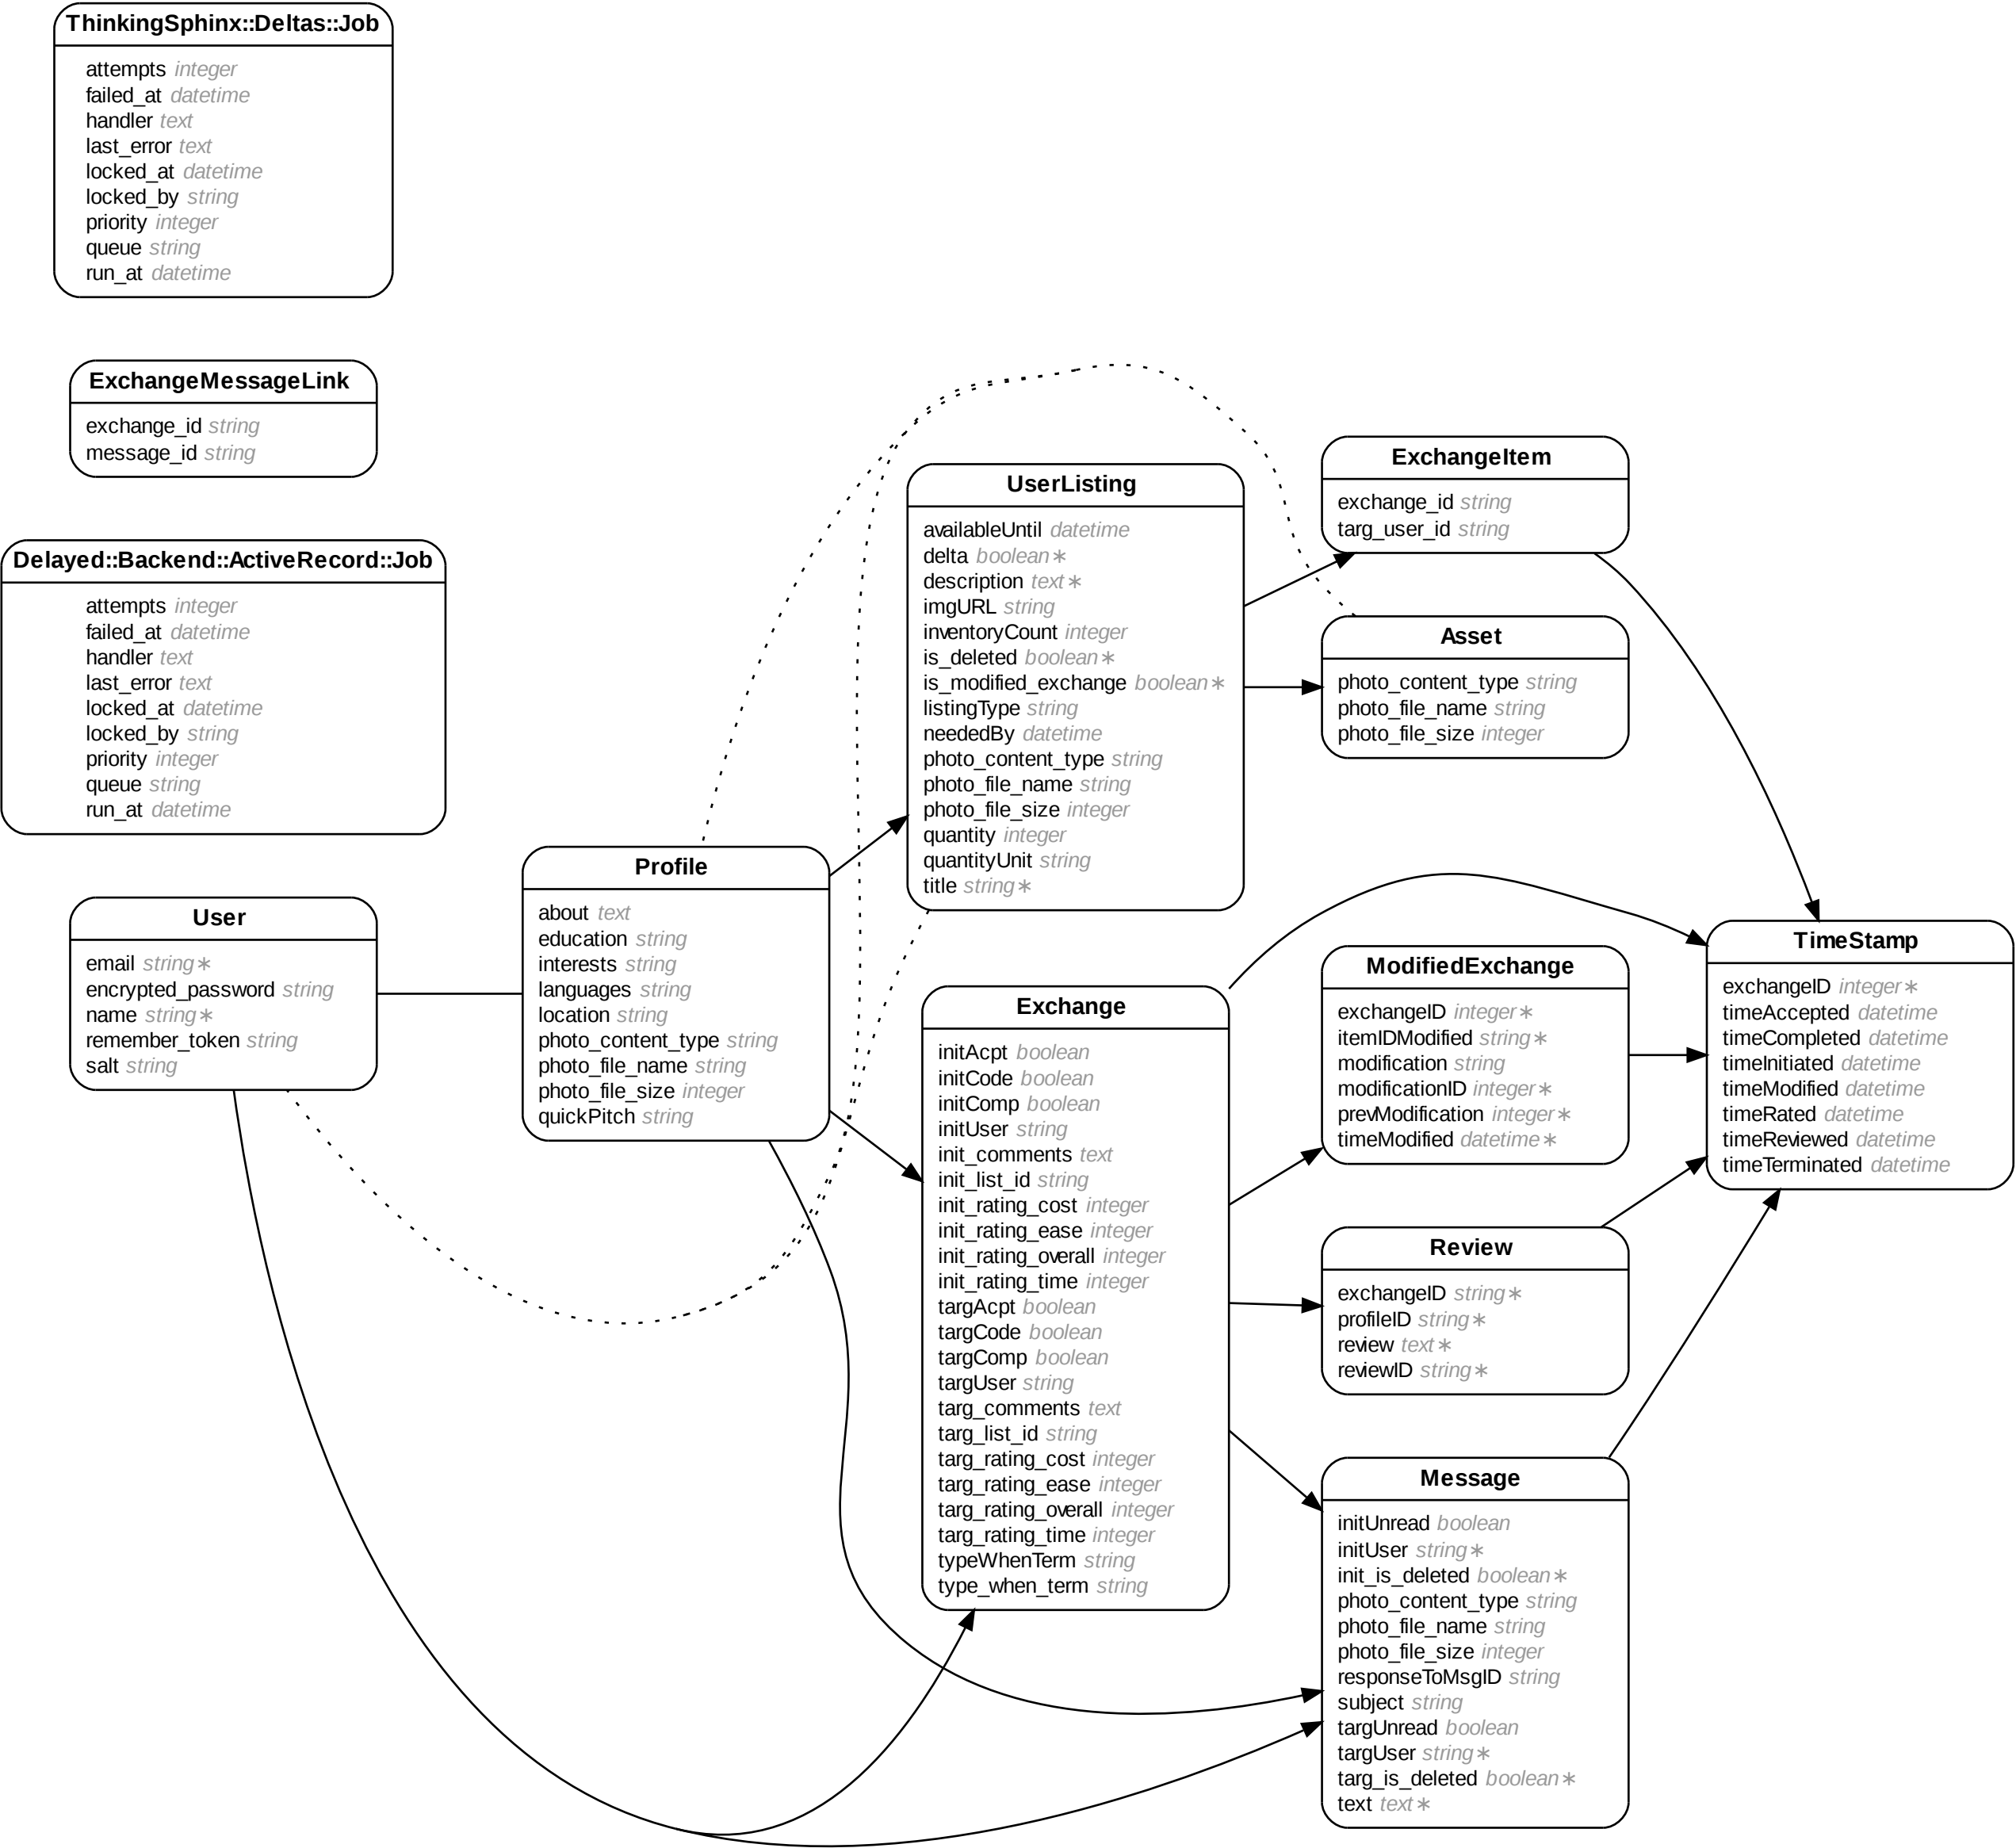 ThinkingSphinx::Deltas::Job
attempts integer
failed_at datetime
handler text
last_error text
locked_at datetime
locked_by string
priority integer
queue string
run_at datetime
ExchangeMessageLink
exchange_id string
message_id string
Delayed::Backend::ActiveRecord::Job
attempts integer
failed_at datetime
handler text
last_error text
locked_at datetime
locked_by string
priority integer
queue string
run_at datetime
User
email string∗
encrypted_password string
name string∗
remember_token string
salt string
Profile
about text
education string
interests string
languages string
location string
photo_content_type string
photo_file_name string
photo_file_size integer
quickPitch string
UserListing
availableUntil datetime
delta boolean∗
description text∗
imgURL string
inventoryCount integer
is_deleted boolean∗
is_modified_exchange boolean∗
listingType string
neededBy datetime
photo_content_type string
photo_file_name string
photo_file_size integer
quantity integer
quantityUnit string
title string∗
Exchange
initAcpt boolean
initCode boolean
initComp boolean
initUser string
init_comments text
init_list_id string
init_rating_cost integer
init_rating_ease integer
init_rating_overall integer
init_rating_time integer
targAcpt boolean
targCode boolean
targComp boolean
targUser string
targ_comments text
targ_list_id string
targ_rating_cost integer
targ_rating_ease integer
targ_rating_overall integer
targ_rating_time integer
typeWhenTerm string
type_when_term string
ExchangeItem
exchange_id string
targ_user_id string
Asset
photo_content_type string
photo_file_name string
photo_file_size integer
ModifiedExchange
exchangeID integer∗
itemIDModified string∗
modification string
modificationID integer∗
prevModification integer∗
timeModified datetime∗
Review
exchangeID string∗
profileID string∗
review text∗
reviewID string∗
Message
initUnread boolean
initUser string∗
init_is_deleted boolean∗
photo_content_type string
photo_file_name string
photo_file_size integer
responseToMsgID string
subject string
targUnread boolean
targUser string∗
targ_is_deleted boolean∗
text text∗
TimeStamp
exchangeID integer∗
timeAccepted datetime
timeCompleted datetime
timeInitiated datetime
timeModified datetime
timeRated datetime
timeReviewed datetime
timeTerminated datetime